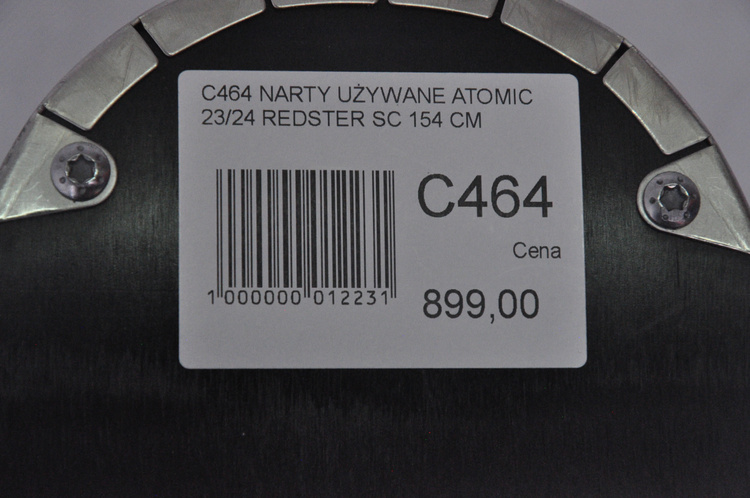 C464 NARTY UŻYWANE ATOMIC
23/24 REDSTER SC 154 CM
C464
Cena
1 000000 012231
899,00